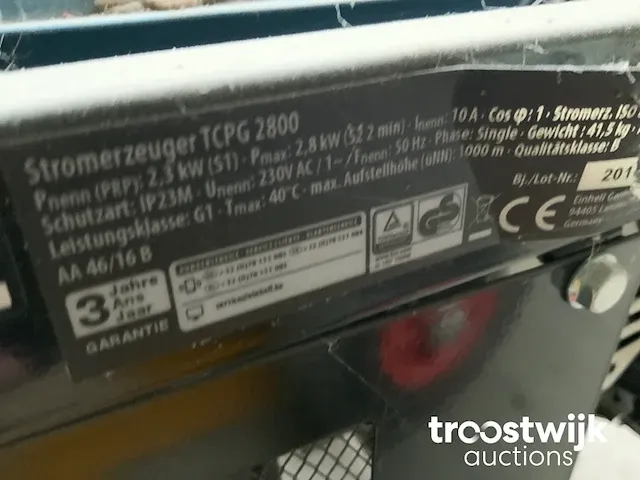 Stromerzeuger TCPG 2800
Pnenn (PRP): 2,3 kW (S1) · Pmax: 2,8 kW (S2 2 min) · Inenn: 10 A · Cos φ: 1 · Stromerz. ISO
Schutzart: IP23M · Unenn: 230V AC / 1~ / Fnenn: 50 Hz · Phase: Single · Gewicht: 41,5 kg
Leistungsklasse: G1 · Tmax: 40°C · max. Aufstellhöhe (üNN): 1000 m · Qualitätsklasse: B
AA 46/16 B
Bj./Lot-Nr.: 201
Einhell
94405
Germany
CE
3 Jahre
Ans
Jaar
GARANTIE
troostwijk
auctions